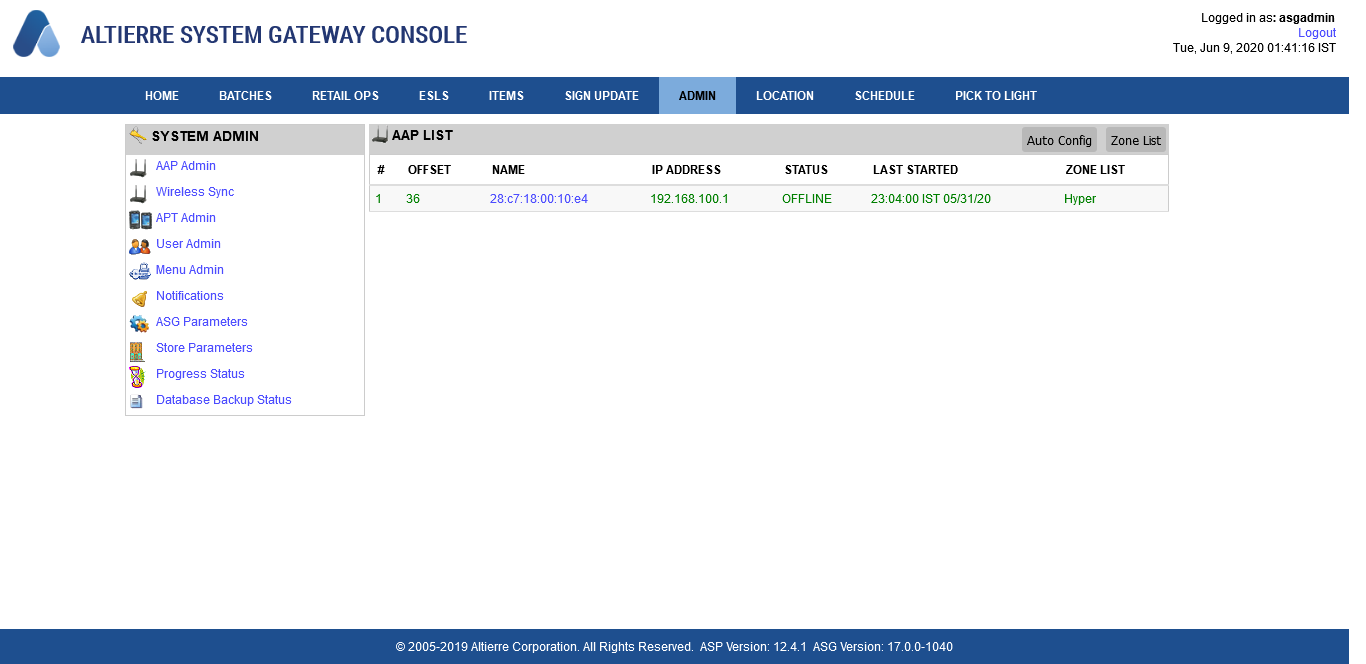 ALTIERRE SYSTEM GATEWAY CONSOLE
Logged in as: asgadmin
Logout
Tue, Jun 9, 2020 01:41:16 IST
HOME BATCHES RETAIL OPS ESLS ITEMS SIGN UPDATE ADMIN LOCATION SCHEDULE PICK TO LIGHT
SYSTEM ADMIN
AAP Admin
Wireless Sync
APT Admin
User Admin
Menu Admin
Notifications
ASG Parameters
Store Parameters
Progress Status
Database Backup Status
AAP LIST
Auto Config Zone List
# OFFSET NAME IP ADDRESS STATUS LAST STARTED ZONE LIST
1 36 28:c7:18:00:10:e4 192.168.100.1 OFFLINE 23:04:00 IST 05/31/20 Hyper
© 2005-2019 Altierre Corporation. All Rights Reserved. ASP Version: 12.4.1 ASG Version: 17.0.0-1040